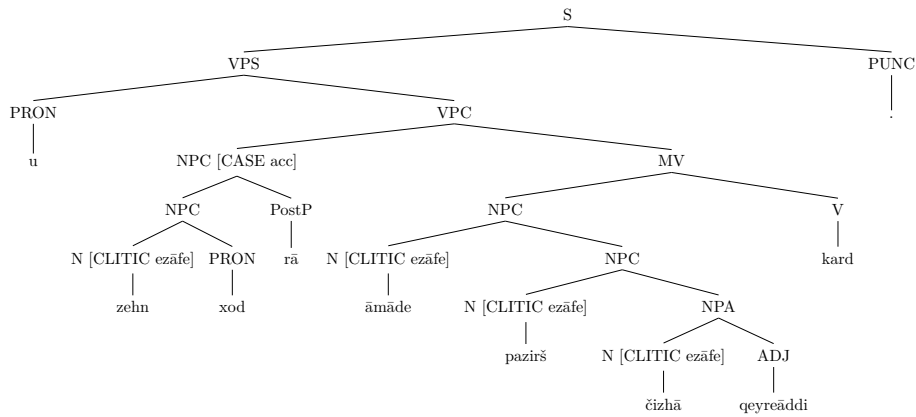 S
VPS PUNC
PRON VPC .
u NPC [CASE acc] MV
NPC PostP NPC V
N [CLITIC ezāfe] PRON rā N [CLITIC ezāfe] NPC kard
zehn xod āmāde N [CLITIC ezāfe] NPA
pazirš N [CLITIC ezāfe] ADJ
čizhā qeyreāddi